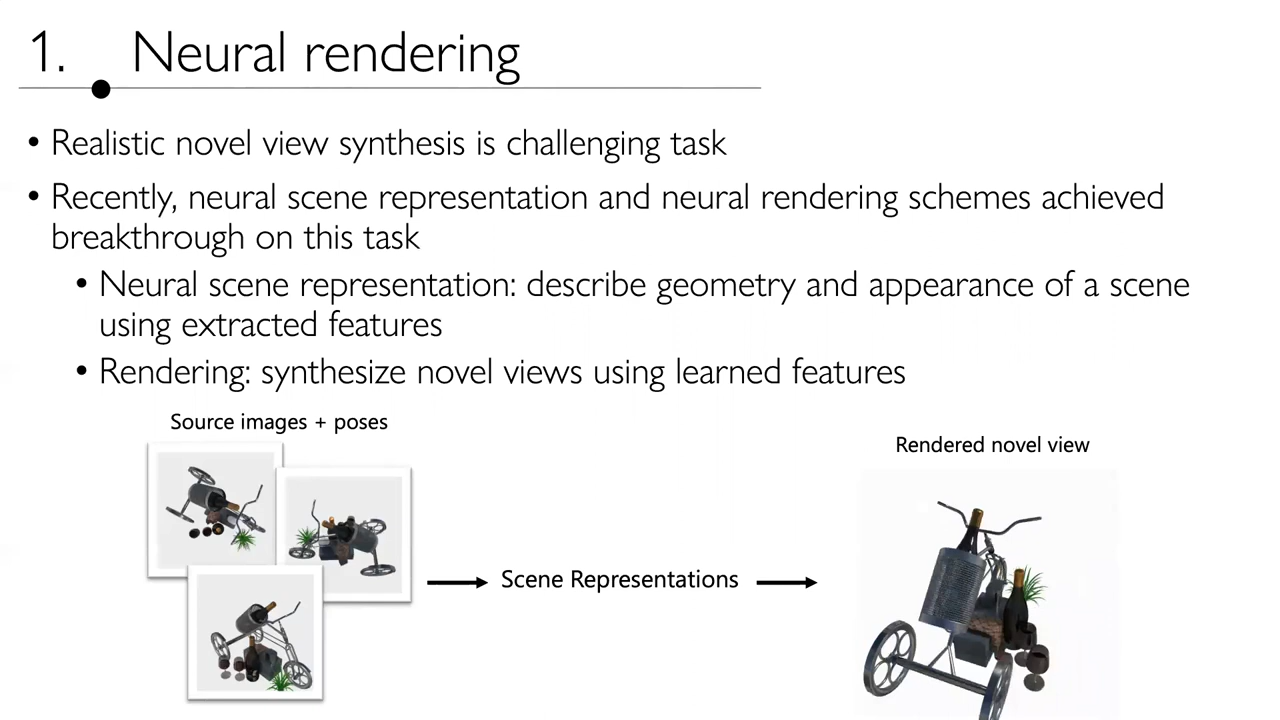 1. Neural rendering
• Realistic novel view synthesis is challenging task
• Recently, neural scene representation and neural rendering schemes achieved
breakthrough on this task
• Neural scene representation: describe geometry and appearance of a scene
using extracted features
• Rendering: synthesize novel views using learned features
Source images + poses
Rendered novel view
Scene Representations